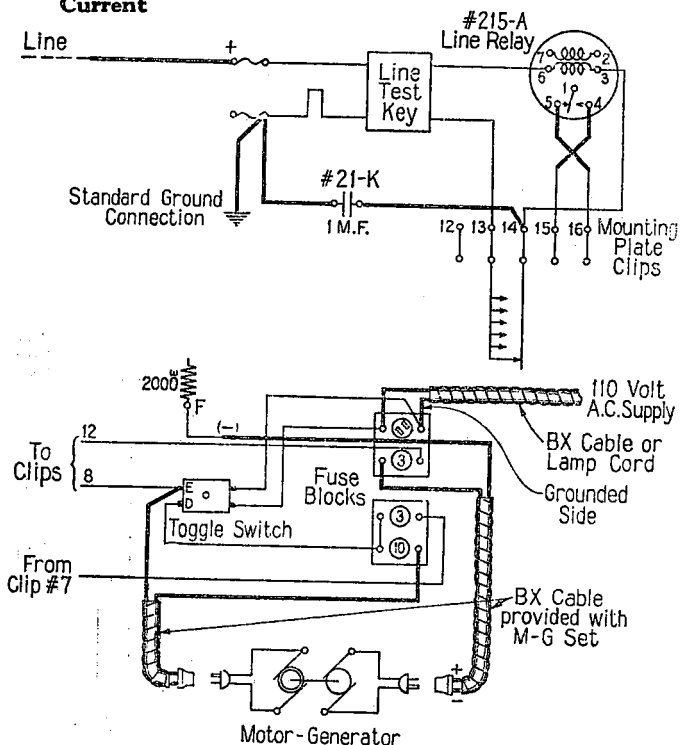 Current
Line
+
#215-A
Line Relay
Line
Test
Key
7
2
6
3
1
5
4
Standard Ground
Connection
#21-K
1 M.F.
12
13
14
15
16
Mounting
Plate
Clips
2000ω
F
(-)
110 Volt
A.C. Supply
12
To
Clips
8
E
D
Toggle Switch
15
3
Fuse
Blocks
3
10
BX Cable or
Lamp Cord
Grounded
Side
From
Clip #7
BX Cable
provided with
M-G Set
+
-
Motor-Generator